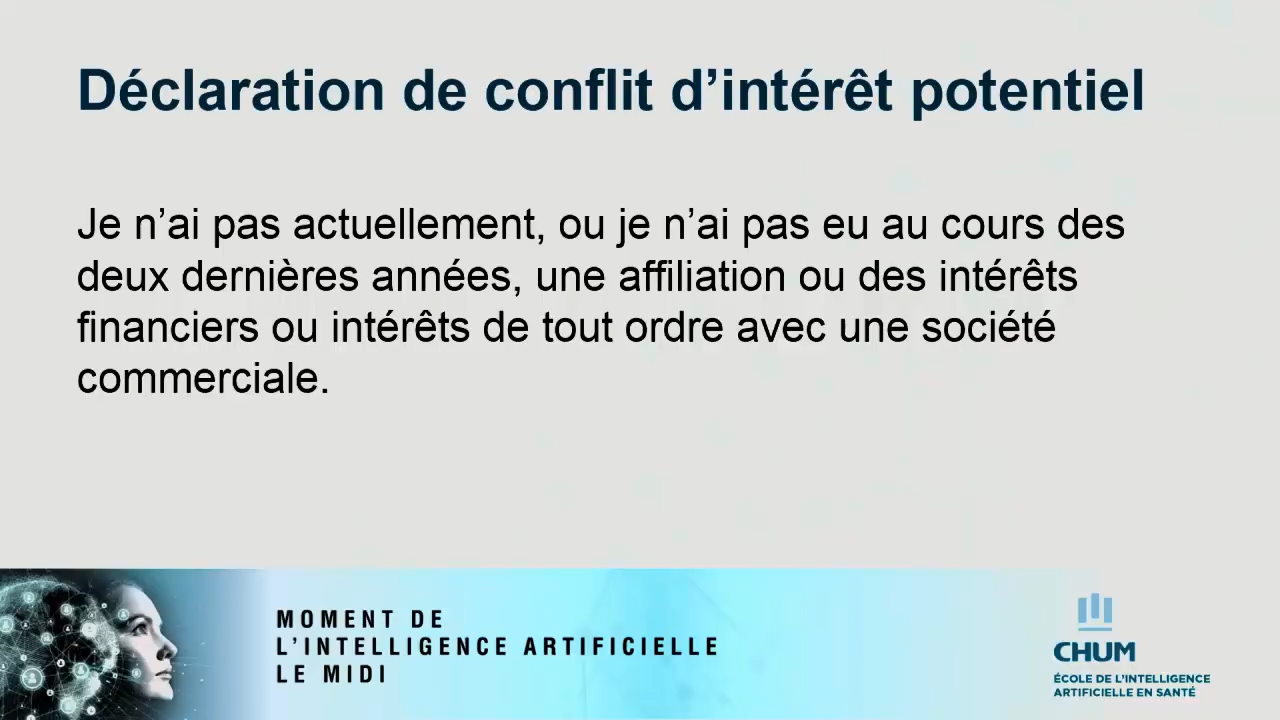 Déclaration de conflit d’intérêt potentiel
Je n’ai pas actuellement, ou je n’ai pas eu au cours des
deux dernières années, une affiliation ou des intérêts
financiers ou intérêts de tout ordre avec une société
commerciale.
MOMENT DE
L’INTELLIGENCE ARTIFICIELLE
LE MIDI
CHUM
ÉCOLE DE L’INTELLIGENCE
ARTIFICIELLE EN SANTÉ